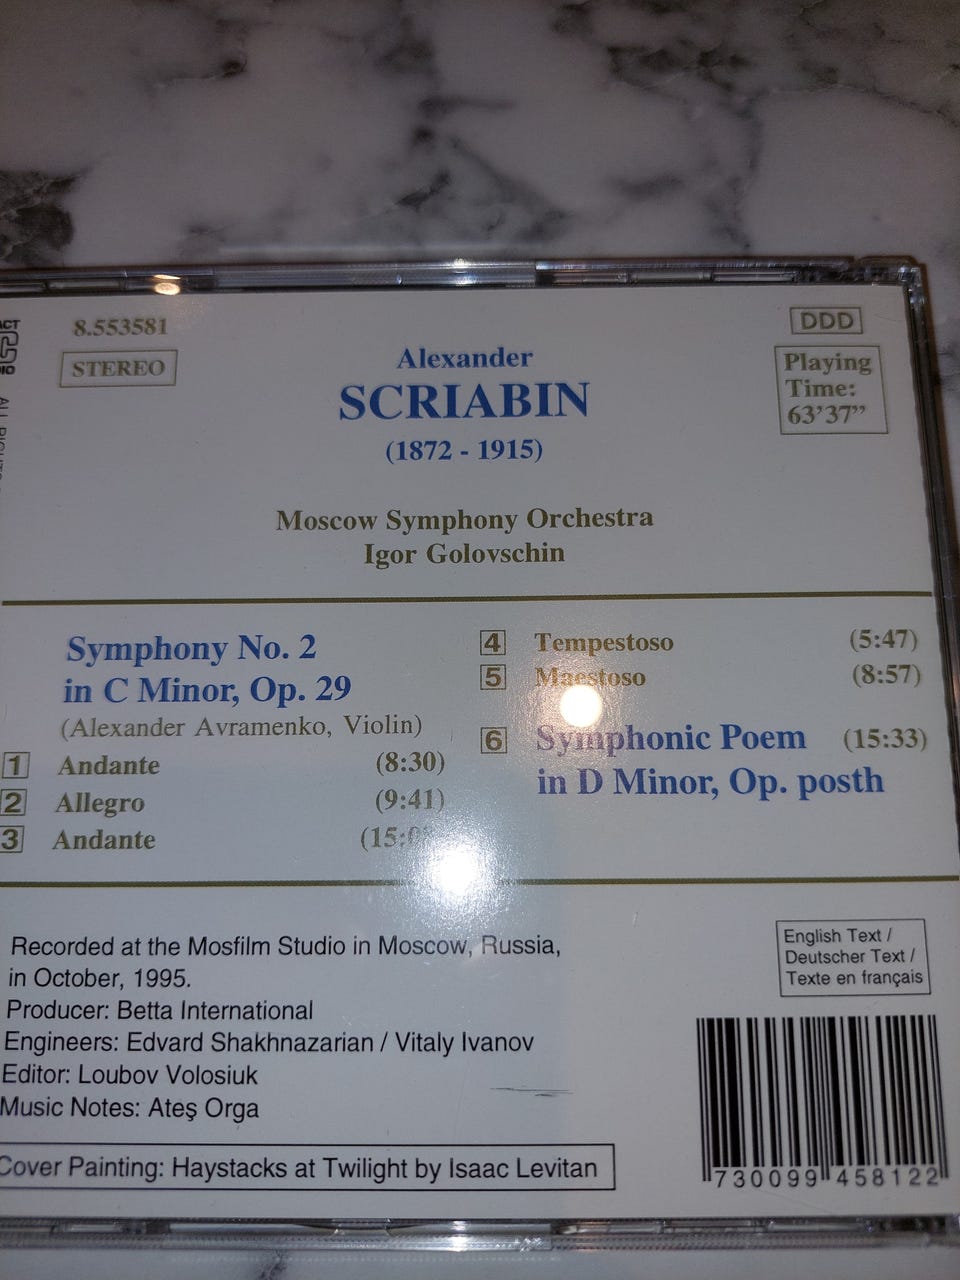 8.553581
STEREO
DDD
Playing
Time:
63'37"
Alexander
SCRIABIN
(1872 - 1915)
Moscow Symphony Orchestra
Igor Golovschin
Symphony No. 2
in C Minor, Op. 29
(Alexander Avramenko, Violin)
1 Andante (8:30)
2 Allegro (9:41)
3 Andante
4 Tempestoso (5:47)
5 Maestoso (8:57)
6 Symphonic Poem (15:33)
in D Minor, Op. posth
Recorded at the Mosfilm Studio in Moscow, Russia,
in October, 1995.
Producer: Betta International
Engineers: Edvard Shakhnazarian / Vitaly Ivanov
Editor: Loubov Volosiuk
Music Notes: Ateş Orga
Cover Painting: Haystacks at Twilight by Isaac Levitan
English Text /
Deutscher Text /
Texte en français
730099 458122